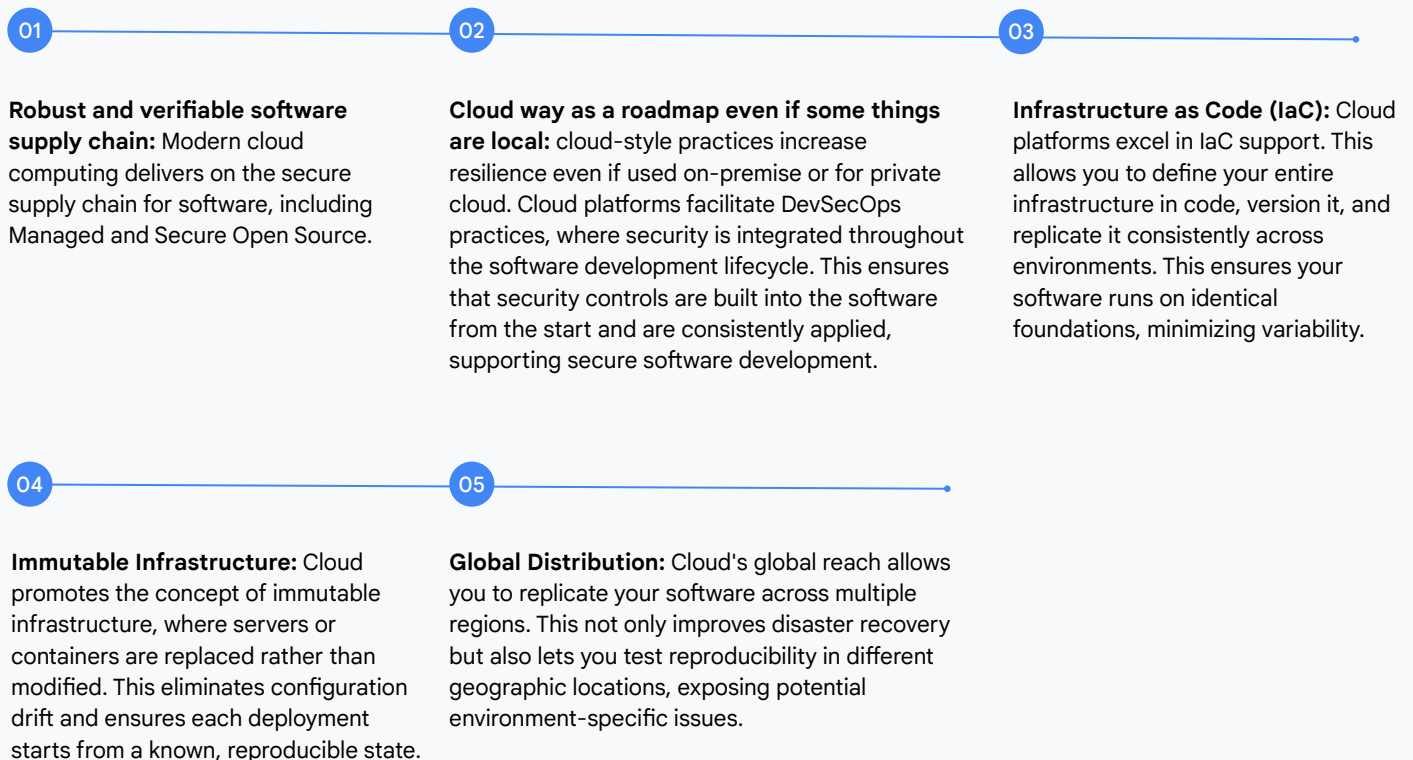 01
Robust and verifiable software
supply chain: Modern cloud
computing delivers on the secure
supply chain for software, including
Managed and Secure Open Source.
02
Cloud way as a roadmap even if some things
are local: cloud-style practices increase
resilience even if used on-premise or for private
cloud. Cloud platforms facilitate DevSecOps
practices, where security is integrated throughout
the software development lifecycle. This ensures
that security controls are built into the software
from the start and are consistently applied,
supporting secure software development.
03
Infrastructure as Code (IaC): Cloud
platforms excel in IaC support. This
allows you to define your entire
infrastructure in code, version it, and
replicate it consistently across
environments. This ensures your
software runs on identical
foundations, minimizing variability.
04
Immutable Infrastructure: Cloud
promotes the concept of immutable
infrastructure, where servers or
containers are replaced rather than
modified. This eliminates configuration
drift and ensures each deployment
starts from a known, reproducible state.
05
Global Distribution: Cloud's global reach allows
you to replicate your software across multiple
regions. This not only improves disaster recovery
but also lets you test reproducibility in different
geographic locations, exposing potential
environment-specific issues.